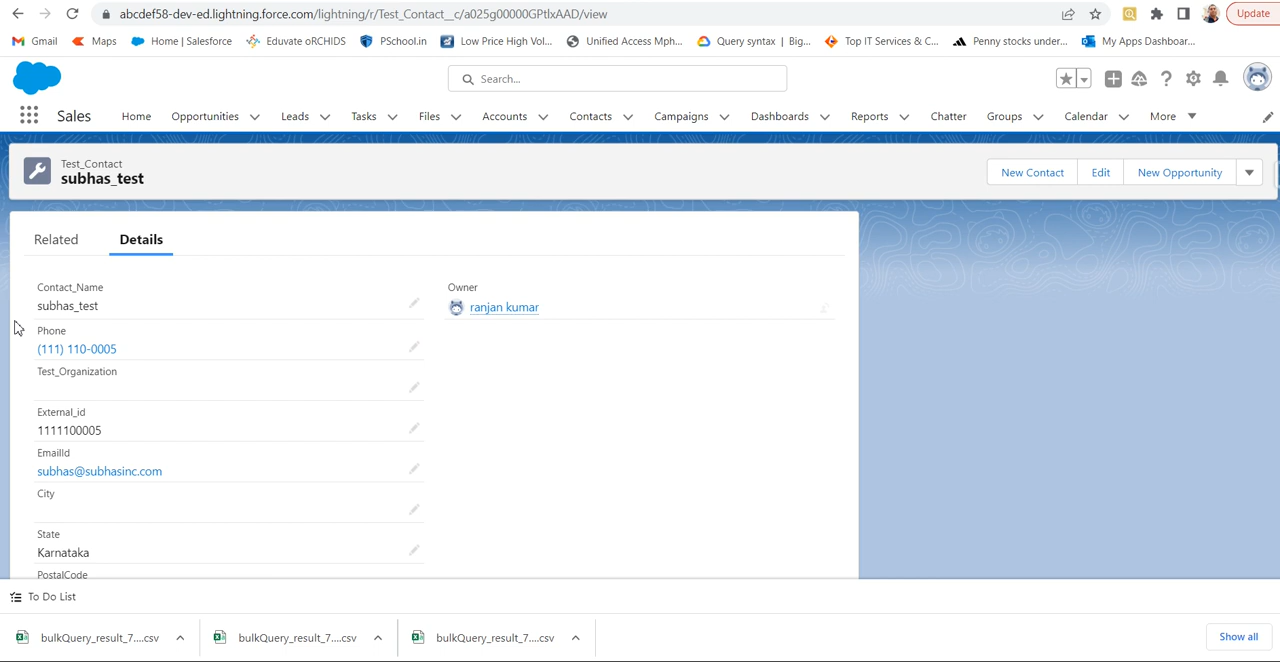 abcdef58-dev-ed.lightning.force.com/lightning/r/Test_Contact__c/a025g00000GPtlxAAD/view
Update
Gmail
Maps
Home | Salesforce
Eduvate oRCHIDS
PSchool.in
Low Price High Vol...
Unified Access Mph...
Query syntax | Big...
Top IT Services & C...
Penny stocks under...
My Apps Dashboar...
Search...
Sales
Home
Opportunities
Leads
Tasks
Files
Accounts
Contacts
Campaigns
Dashboards
Reports
Chatter
Groups
Calendar
More
Test_Contact
subhas_test
New Contact
Edit
New Opportunity
Related
Details
Contact_Name
subhas_test
Owner
ranjan kumar
Phone
(111) 110-0005
Test_Organization
External_id
1111100005
EmailId
subhas@subhasinc.com
City
State
Karnataka
PostalCode
To Do List
bulkQuery_result_7....csv
bulkQuery_result_7....csv
bulkQuery_result_7....csv
Show all